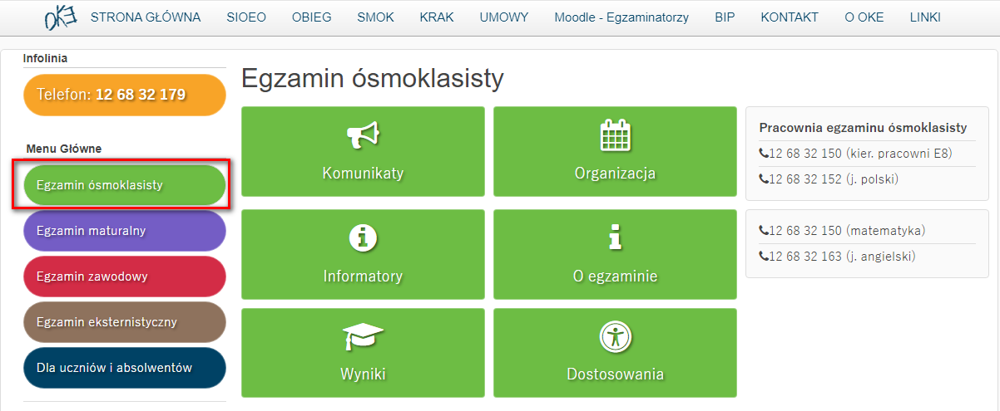 OKE STRONA GŁÓWNA SIOEO OBIEG SMOK KRAK UMOWY Moodle - Egzaminatorzy BIP KONTAKT O OKE LINKI
Infolinia
Telefon: 12 68 32 179
Menu Główne
Egzamin ósmoklasisty
Egzamin maturalny
Egzamin zawodowy
Egzamin eksternistyczny
Dla uczniów i absolwentów
Egzamin ósmoklasisty
Komunikaty
Organizacja
Informatory
O egzaminie
Wyniki
Dostosowania
Pracownia egzaminu ósmoklasisty
12 68 32 150 (kier. pracowni E8)
12 68 32 152 (j. polski)
12 68 32 150 (matematyka)
12 68 32 163 (j. angielski)